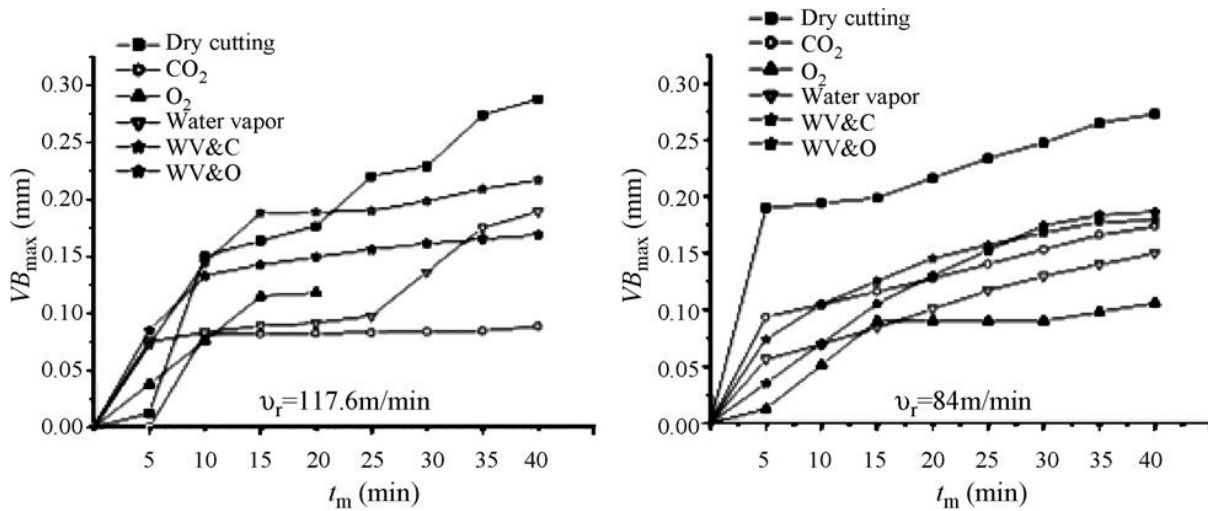 Dry cutting
CO₂
O₂
Water vapor
WV&C
WV&O
0.30
0.25
0.20
0.15
0.10
0.05
0.00
VBmax (mm)
υr=117.6m/min
5 10 15 20 25 30 35 40
tm (min)
Dry cutting
CO₂
O₂
Water vapor
WV&C
WV&O
0.30
0.25
0.20
0.15
0.10
0.05
0.00
VBmax (mm)
υr=84m/min
5 10 15 20 25 30 35 40
tm (min)